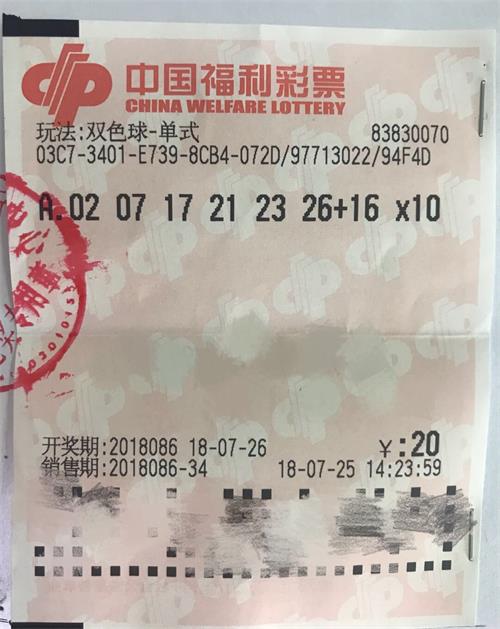 中国福利彩票
CHINA WELFARE LOTTERY
玩法:双色球-单式 83830070
03C7-3401-E739-8CB4-072D/97713022/94F4D
A.02 07 17 21 23 26+16 x10
开奖期:2018086 18-07-26 ¥:20
销售期:2018086-34 18-07-25 14:23:59